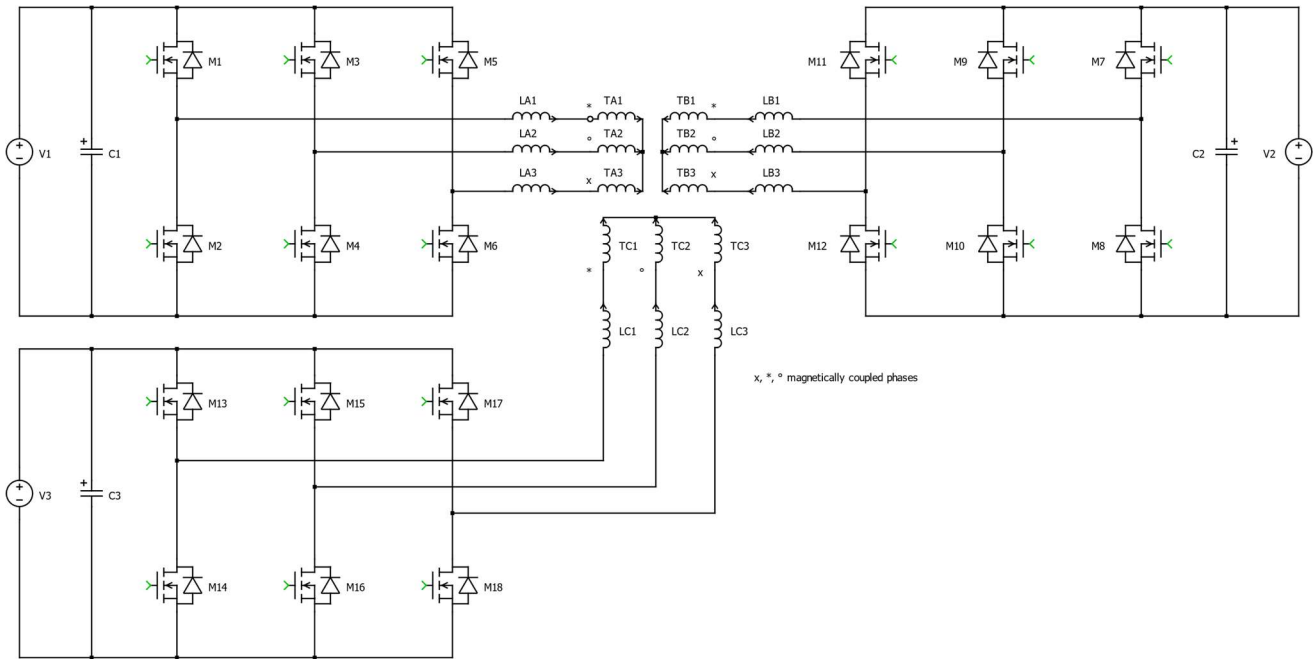 M1 M3 M5 M11 M9 M7
LA1 * TA1 TB1 * LB1
V1 + C1 LA2 ° TA2 TB2 ° LB2 C2 + V2
LA3 x TA3 TB3 x LB3
M2 M4 M6 TC1 TC2 TC3 M12 M10 M8
* ° x
LC1 LC2 LC3
x, *, ° magnetically coupled phases
M13 M15 M17
V3 + C3
M14 M16 M18